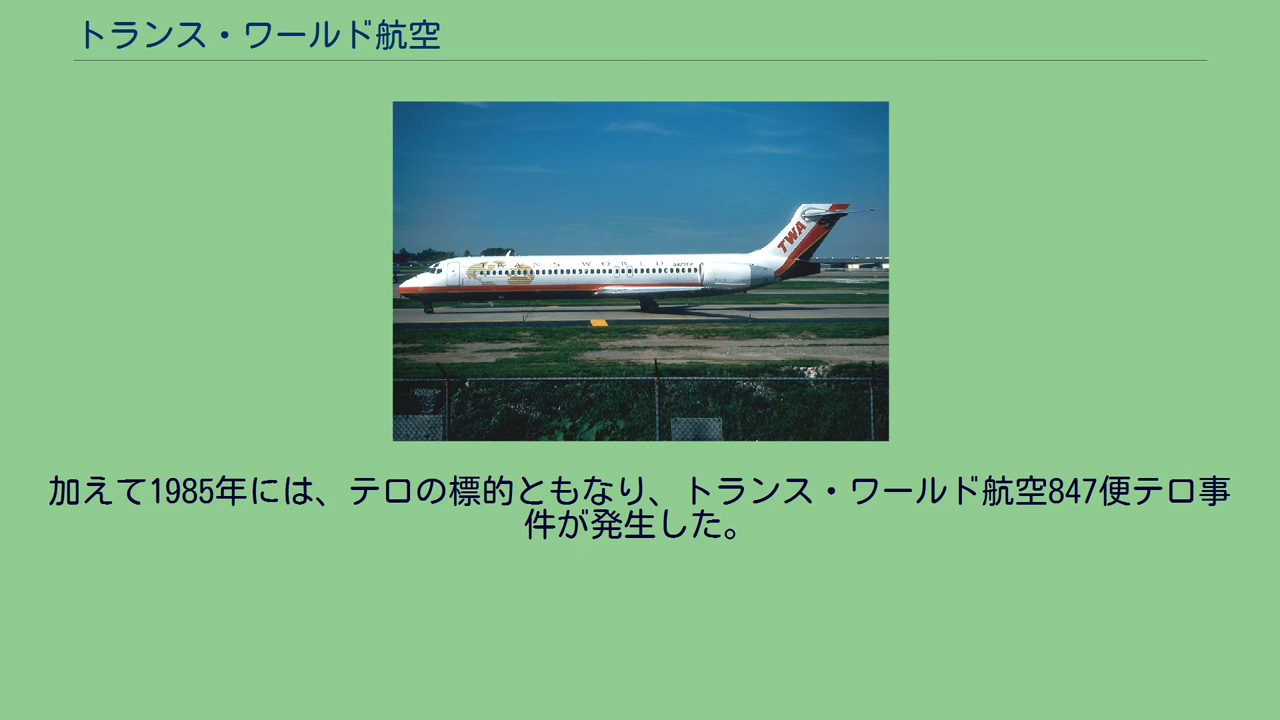 トランス・ワールド航空
TRANS WORLD
TWA
加えて1985年には、テロの標的ともなり、トランス・ワールド航空847便テロ事
件が発生した。